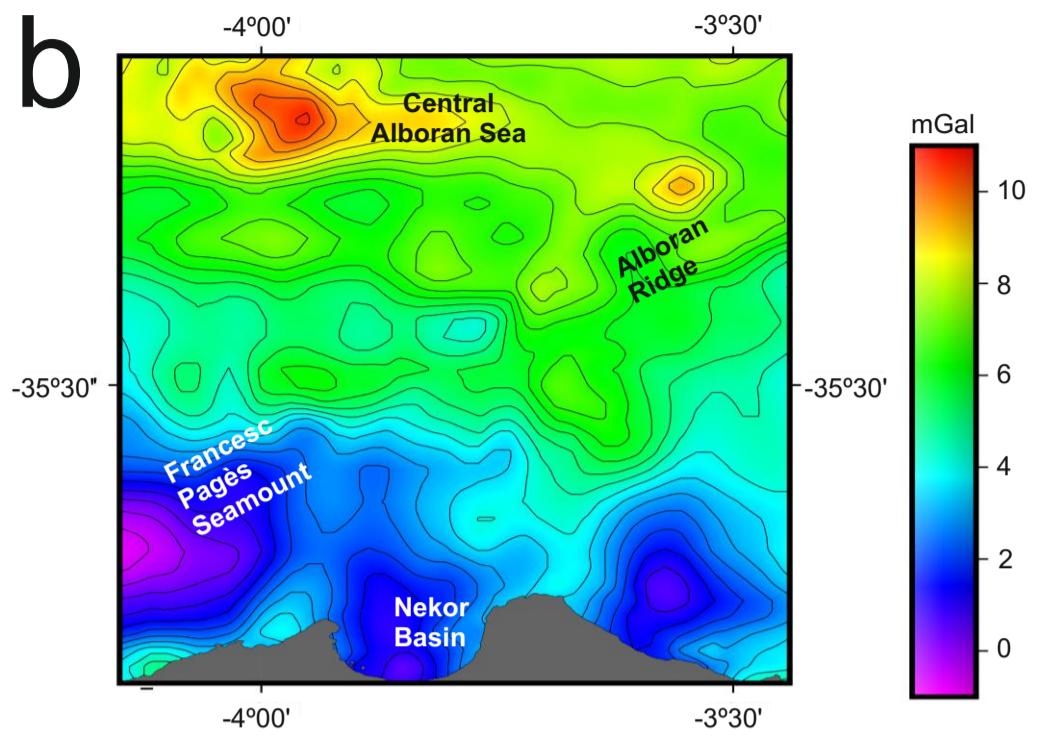 b
-4º00'
-3º30'
Central
Alboran Sea
mGal
10
Alboran
Ridge
8
6
-35º30'
-35º30'
4
Francesc
Pagès
Seamount
2
Nekor
Basin
0
-4º00'
-3º30'